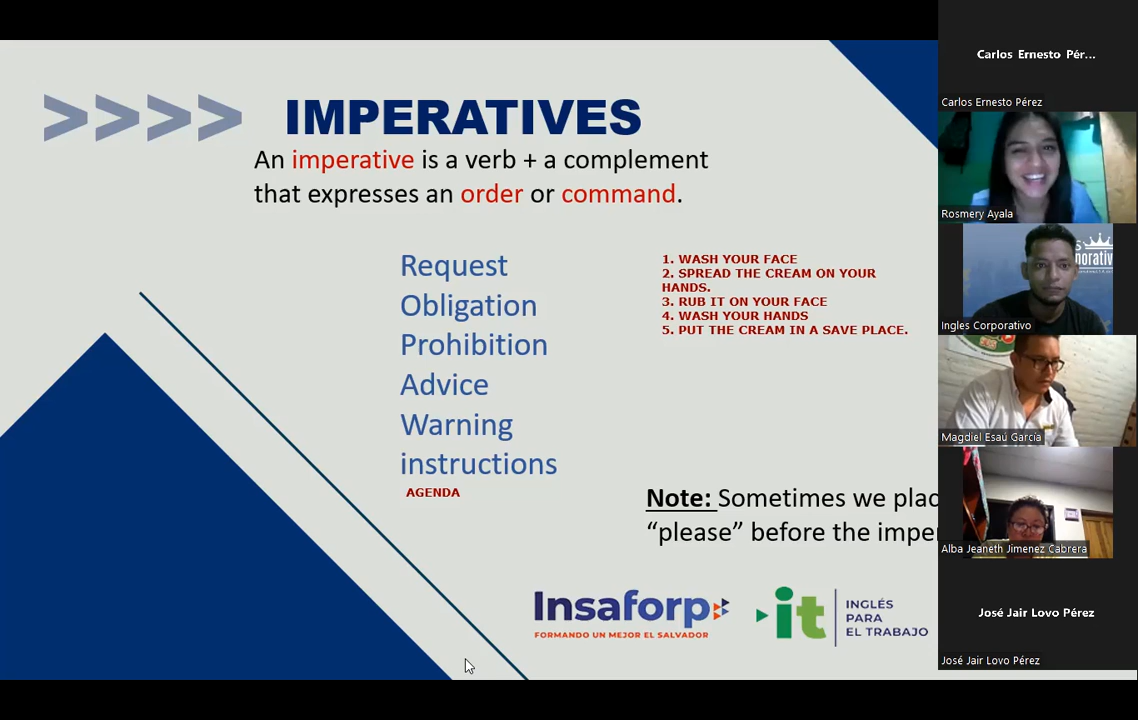 >>>> IMPERATIVES
An imperative is a verb + a complement
that expresses an order or command.
Request
Obligation
Prohibition
Advice
Warning
instructions
AGENDA
1. WASH YOUR FACE
2. SPREAD THE CREAM ON YOUR
HANDS.
3. RUB IT ON YOUR FACE
4. WASH YOUR HANDS
5. PUT THE CREAM IN A SAVE PLACE.
Note: Sometimes we plac
“please” before the impe
Insaforp
FORMANDO UN MEJOR EL SALVADOR
it
INGLÉS
PARA
EL TRABAJO
Carlos Ernesto Pér...
Carlos Ernesto Pérez
Rosmery Ayala
orativ
Ingles Corporativo
Magdiel Esaú García
Alba Jeaneth Jimenez Cabrera
José Jair Lovo Pérez
José Jair Lovo Pérez